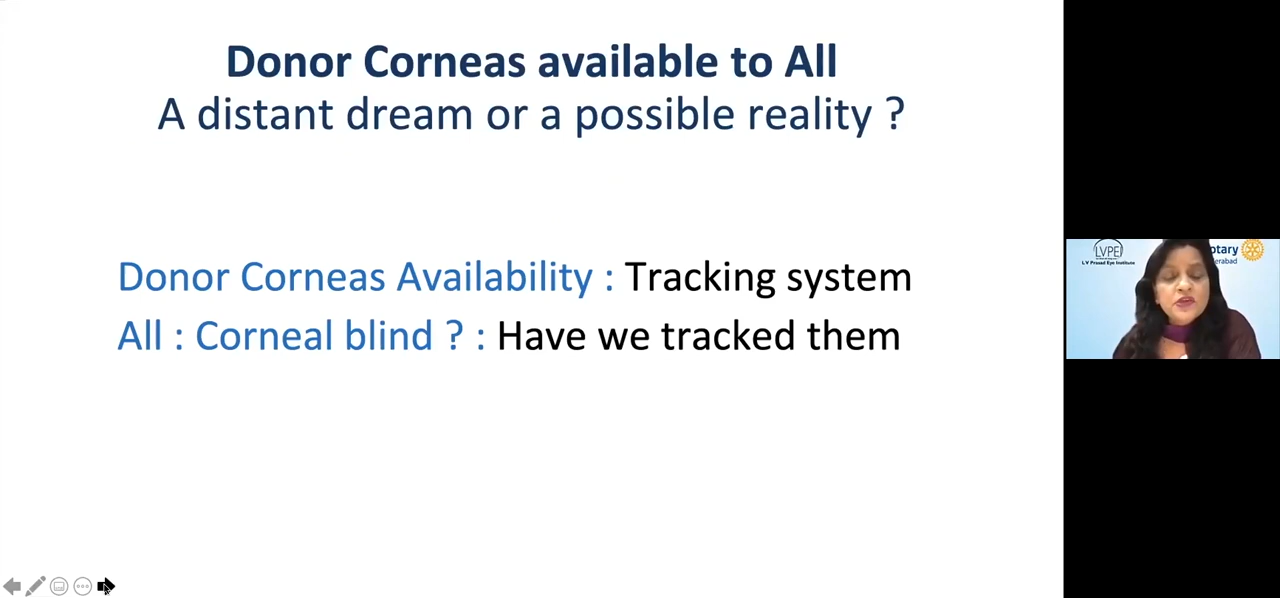 Donor Corneas available to All
A distant dream or a possible reality ?
Donor Corneas Availability : Tracking system
All : Corneal blind ? : Have we tracked them
LVPEI
L V Prasad Eye Institute
otary
erabad